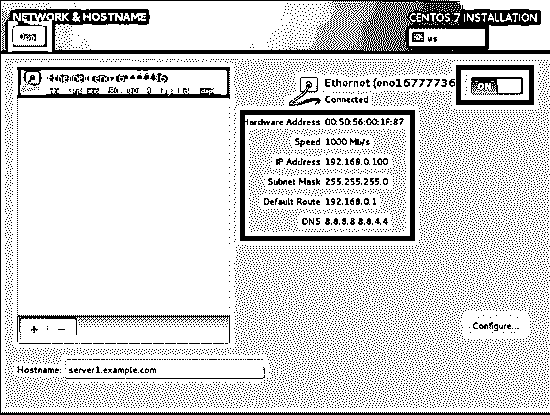 NETWORK & HOSTNAME
CENTOS 7 INSTALLATION
us
Ethernet (eno16777736
Connected
ON
Hardware Address 00:50:56:00:1F:87
Speed 1000 Mb/s
IP Address 192.168.0.100
Subnet Mask 255.255.255.0
Default Route 192.168.0.1
DNS 8.8.8.8 8.8.4.4
+ -
Configure...
Hostname: server1.example.com